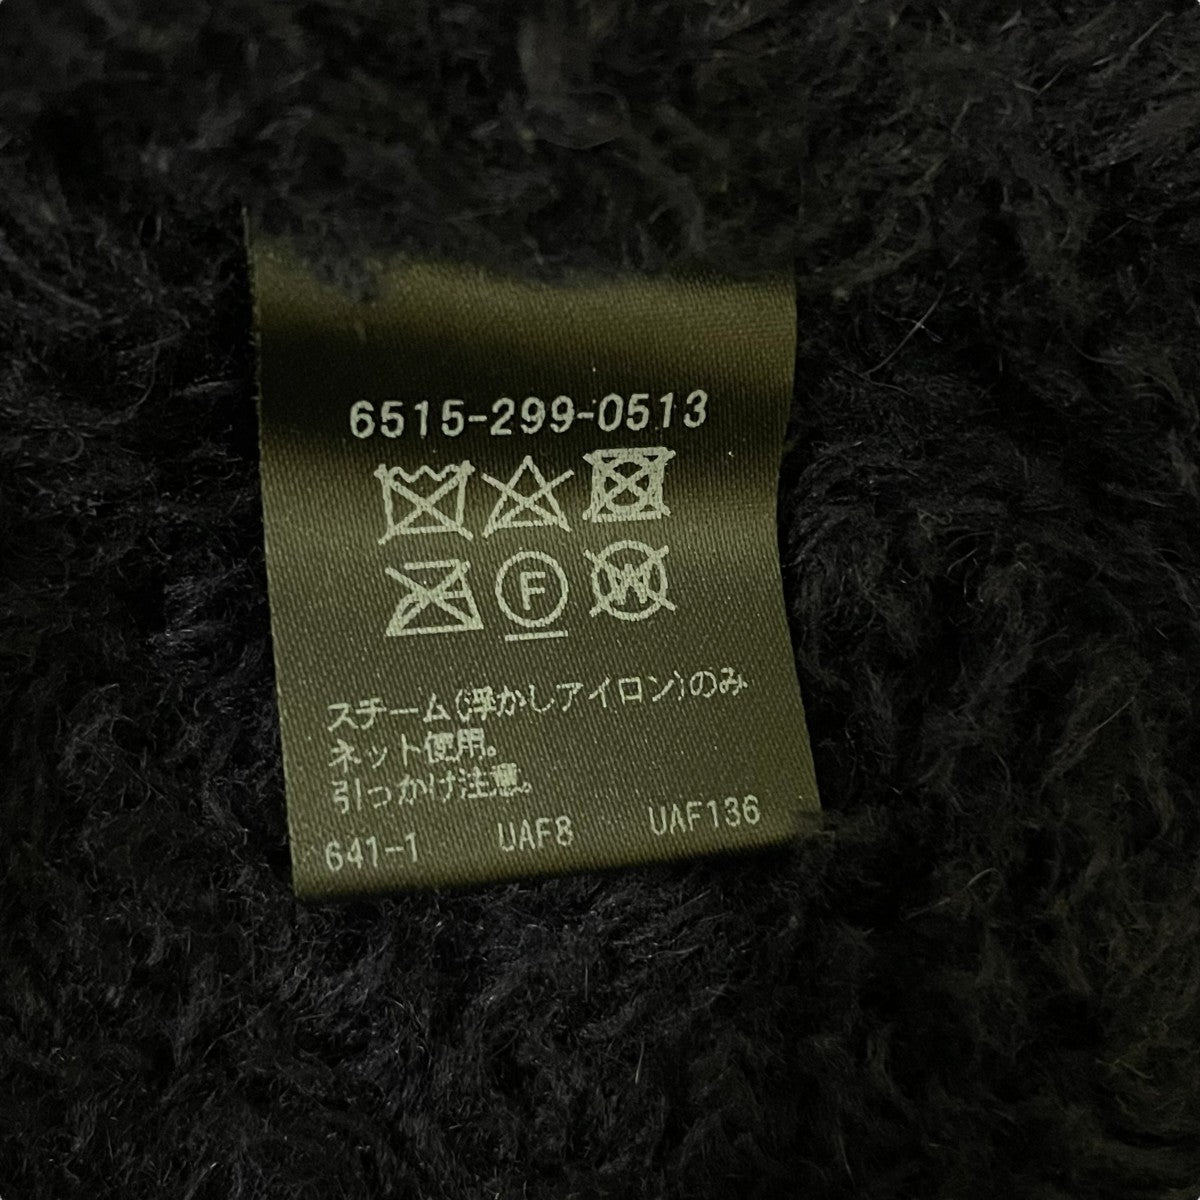 6515-299-0513
F W
スチーム(浮かしアイロン)のみ
ネット使用。
引っかけ注意。
641-1 UAF8 UAF136